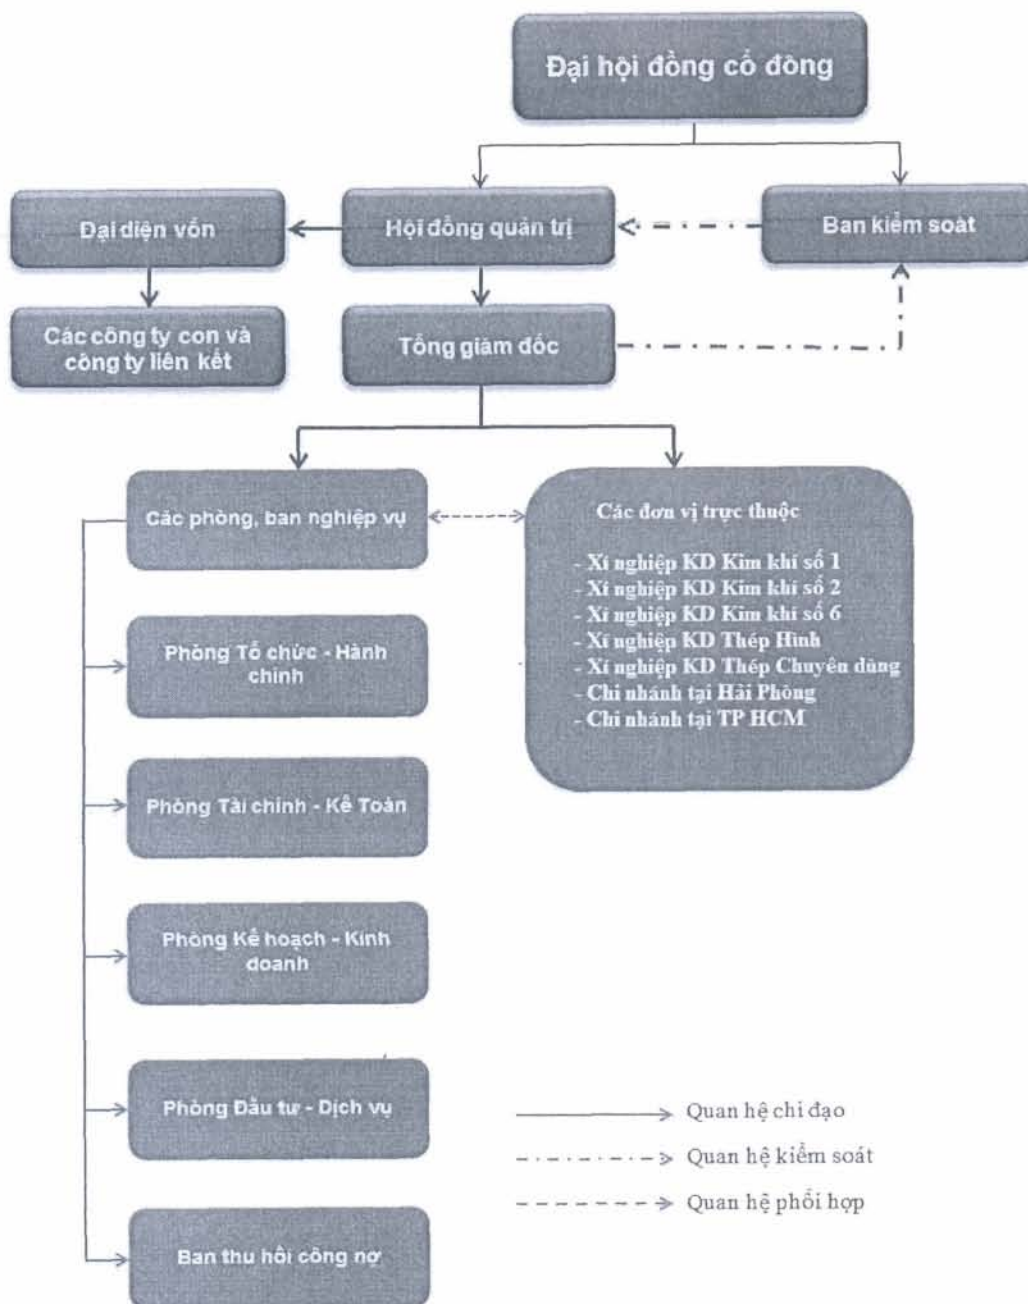 Đại hội đồng cổ đông
Đại diện vốn
Hội đồng quản trị
Ban kiểm soát
Các công ty con và
công ty liên kết
Tổng giám đốc
Các phòng, ban nghiệp vụ
Các đơn vị trực thuộc
- Xí nghiệp KD Kim khí số 1
- Xí nghiệp KD Kim khí số 2
- Xí nghiệp KD Kim khí số 6
- Xí nghiệp KD Thép Hình
- Xí nghiệp KD Thép Chuyên dùng
- Chi nhánh tại Hải Phòng
- Chi nhánh tại TP HCM
Phòng Tổ chức - Hành
chính
Phòng Tài chính - Kế Toán
Phòng Kế hoạch - Kinh
doanh
Phòng Đầu tư - Dịch vụ
Ban thu hồi công nợ
Quan hệ chỉ đạo
Quan hệ kiểm soát
Quan hệ phối hợp